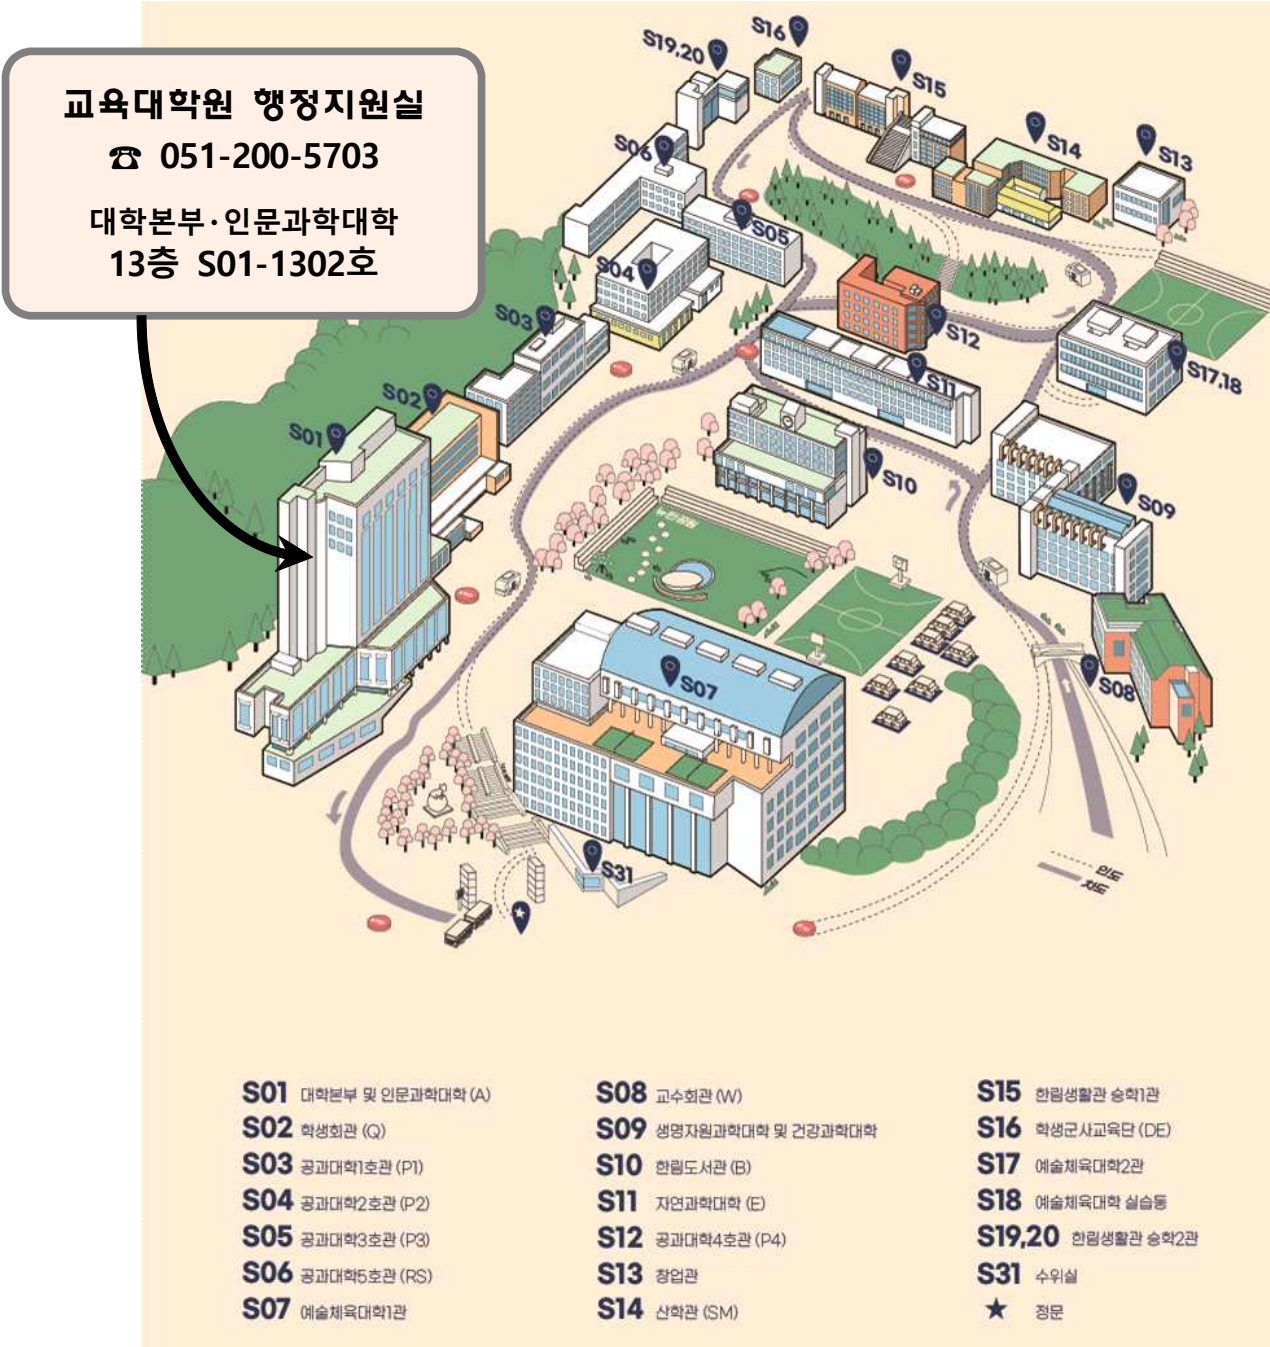 교육대학원 행정지원실
☎ 051-200-5703
대학본부·인문과학대학
13층 S01-1302호
S16
S19,20
S15
S14
S13
S06
S05
S04
S03
S12
S17,18
S11
S02
S01
S10
S09
S07
S08
S31
인도
차도
S01 대학본부 및 인문과학대학 (A)
S02 학생회관 (Q)
S03 공과대학1호관 (P1)
S04 공과대학2호관 (P2)
S05 공과대학3호관 (P3)
S06 공과대학5호관 (RS)
S07 예술체육대학1관
S08 교수회관 (W)
S09 생명자원과학대학 및 건강과학대학
S10 한림도서관 (B)
S11 자연과학대학 (E)
S12 공과대학4호관 (P4)
S13 창업관
S14 산학관 (SM)
S15 한림생활관 승학1관
S16 학생군사교육단 (DE)
S17 예술체육대학2관
S18 예술체육대학 실습동
S19,20 한림생활관 승학2관
S31 수위실
★ 정문